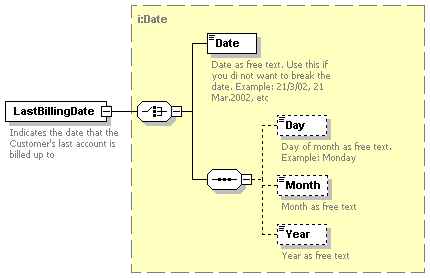 i:Date
Date
Date as free text. Use this if
you di not want to break the
date. Example: 21/3/02, 21
Mar.2002, etc
LastBillingDate
Indicates the date that the
Customer's last account is
billed up to
Day
Day of month as free text.
Example: Monday
Month
Month as free text
Year
Year as free text